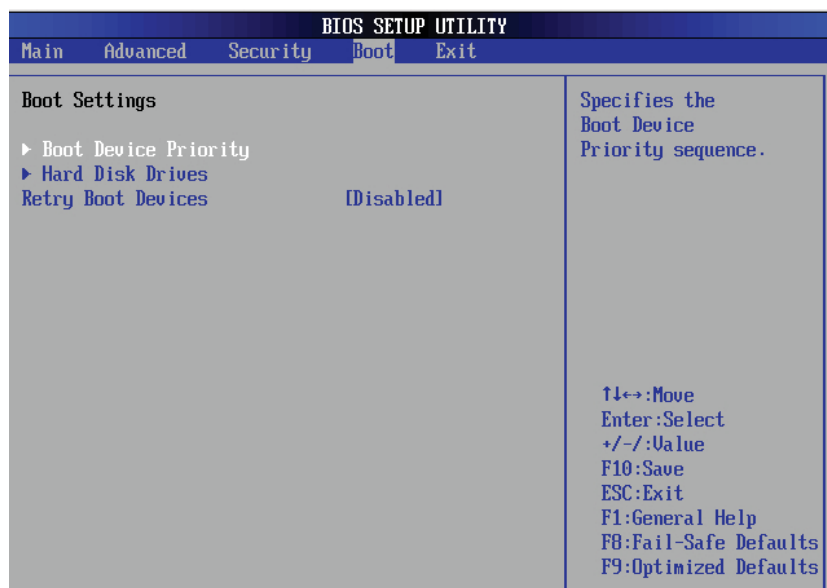 BIOS SETUP UTILITY
Main Advanced Security Boot Exit
Boot Settings
▶ Boot Device Priority
▶ Hard Disk Drives
Retry Boot Devices [Disabled]
Specifies the
Boot Device
Priority sequence.
↑↓←→:Move
Enter:Select
+/-/:Value
F10:Save
ESC:Exit
F1:General Help
F8:Fail-Safe Defaults
F9:Optimized Defaults